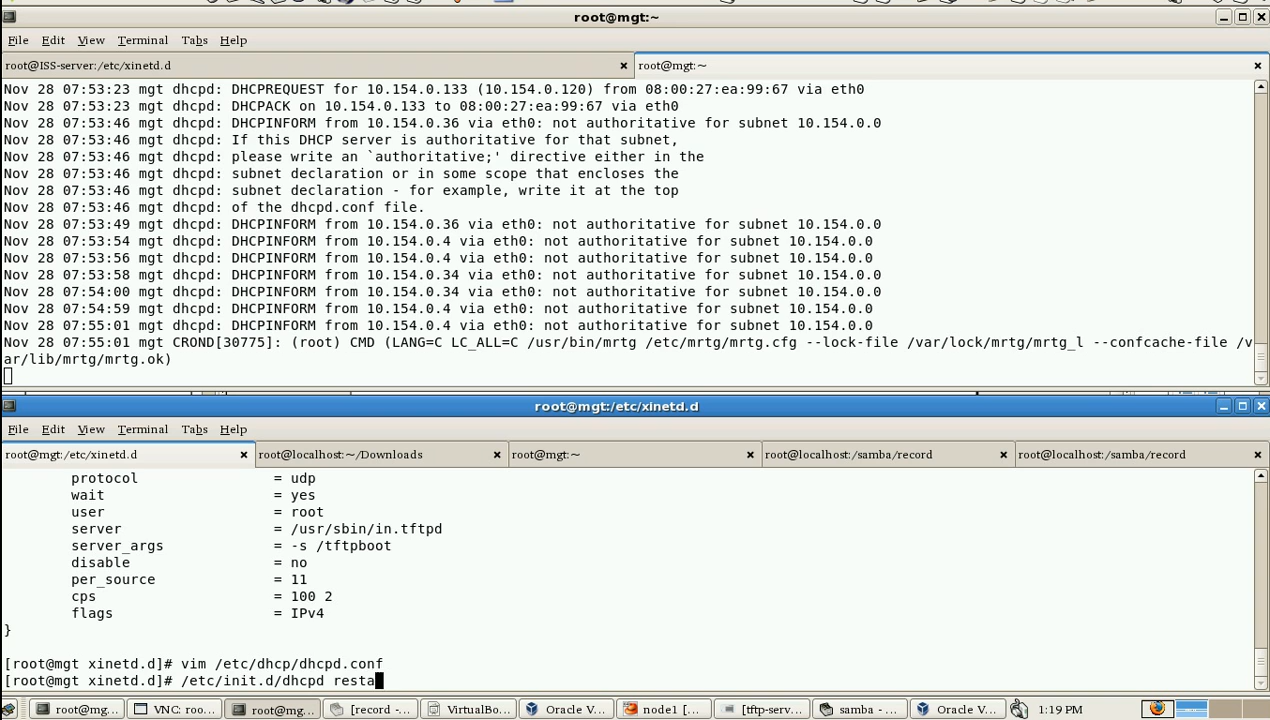 root@mgt:~
File Edit View Terminal Tabs Help
root@ISS-server:/etc/xinetd.d root@mgt:~
Nov 28 07:53:23 mgt dhcpd: DHCPREQUEST for 10.154.0.133 (10.154.0.120) from 08:00:27:ea:99:67 via eth0
Nov 28 07:53:23 mgt dhcpd: DHCPACK on 10.154.0.133 to 08:00:27:ea:99:67 via eth0
Nov 28 07:53:46 mgt dhcpd: DHCPINFORM from 10.154.0.36 via eth0: not authoritative for subnet 10.154.0.0
Nov 28 07:53:46 mgt dhcpd: If this DHCP server is authoritative for that subnet,
Nov 28 07:53:46 mgt dhcpd: please write an `authoritative;' directive either in the
Nov 28 07:53:46 mgt dhcpd: subnet declaration or in some scope that encloses the
Nov 28 07:53:46 mgt dhcpd: subnet declaration - for example, write it at the top
Nov 28 07:53:46 mgt dhcpd: of the dhcpd.conf file.
Nov 28 07:53:49 mgt dhcpd: DHCPINFORM from 10.154.0.36 via eth0: not authoritative for subnet 10.154.0.0
Nov 28 07:53:54 mgt dhcpd: DHCPINFORM from 10.154.0.4 via eth0: not authoritative for subnet 10.154.0.0
Nov 28 07:53:56 mgt dhcpd: DHCPINFORM from 10.154.0.4 via eth0: not authoritative for subnet 10.154.0.0
Nov 28 07:53:58 mgt dhcpd: DHCPINFORM from 10.154.0.34 via eth0: not authoritative for subnet 10.154.0.0
Nov 28 07:54:00 mgt dhcpd: DHCPINFORM from 10.154.0.34 via eth0: not authoritative for subnet 10.154.0.0
Nov 28 07:54:59 mgt dhcpd: DHCPINFORM from 10.154.0.4 via eth0: not authoritative for subnet 10.154.0.0
Nov 28 07:55:01 mgt dhcpd: DHCPINFORM from 10.154.0.4 via eth0: not authoritative for subnet 10.154.0.0
Nov 28 07:55:01 mgt CROND[30775]: (root) CMD (LANG=C LC_ALL=C /usr/bin/mrtg /etc/mrtg/mrtg.cfg --lock-file /var/lock/mrtg/mrtg_l --confcache-file /v
ar/lib/mrtg/mrtg.ok)
root@mgt:/etc/xinetd.d
File Edit View Terminal Tabs Help
root@mgt:/etc/xinetd.d root@localhost:~/Downloads root@mgt:~ root@localhost:/samba/record root@localhost:/samba/record
protocol = udp
wait = yes
user = root
server = /usr/sbin/in.tftpd
server_args = -s /tftpboot
disable = no
per_source = 11
cps = 100 2
flags = IPv4
}
[root@mgt xinetd.d]# vim /etc/dhcp/dhcpd.conf
[root@mgt xinetd.d]# /etc/init.d/dhcpd resta
root@mg... VNC: roo... root@mg... [record -... VirtualBo... Oracle V... node1 [... [tftp-serv... samba - ... Oracle V... 1:19 PM